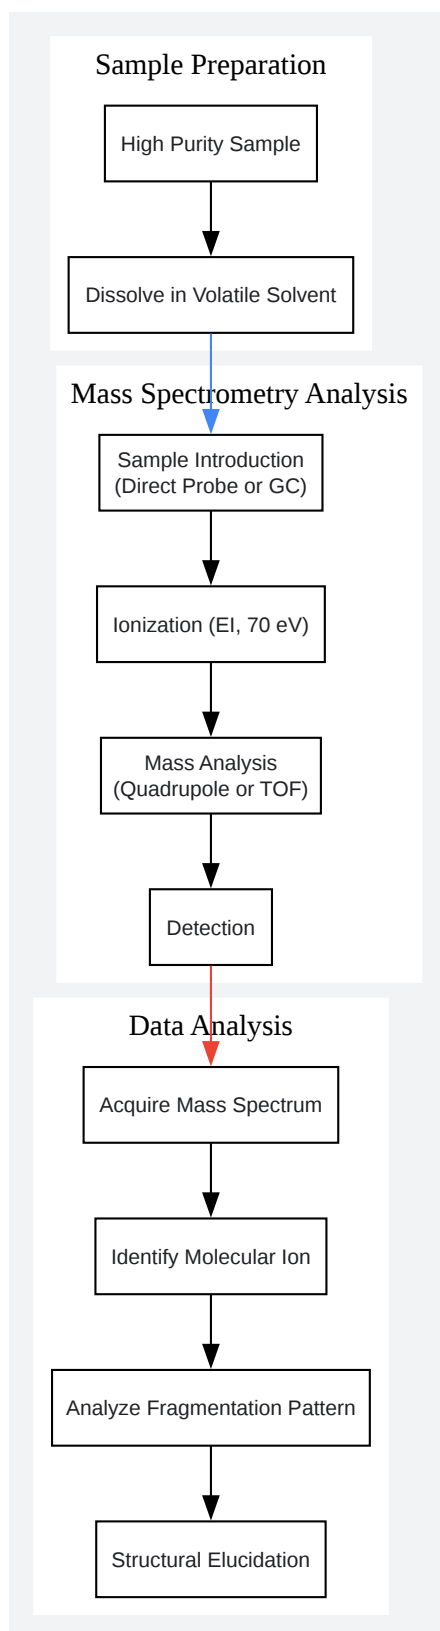 Sample Preparation
High Purity Sample
Dissolve in Volatile Solvent
Mass Spectrometry Analysis
Sample Introduction
(Direct Probe or GC)
Ionization (EI, 70 eV)
Mass Analysis
(Quadrupole or TOF)
Detection
Data Analysis
Acquire Mass Spectrum
Identify Molecular Ion
Analyze Fragmentation Pattern
Structural Elucidation